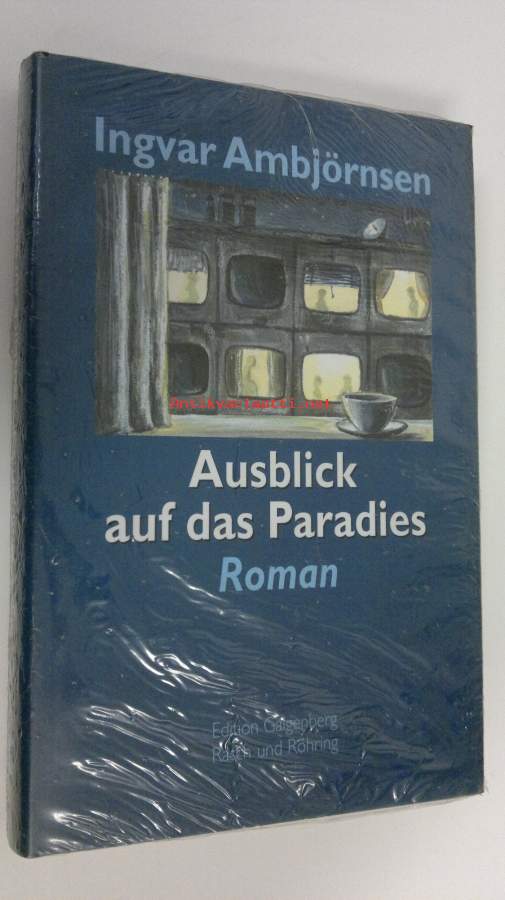 Ingvar Ambjörnsen
Antikvariaatti.net
Ausblick
auf das Paradies
Roman
Edition Galgenberg
Rasch und Röhring